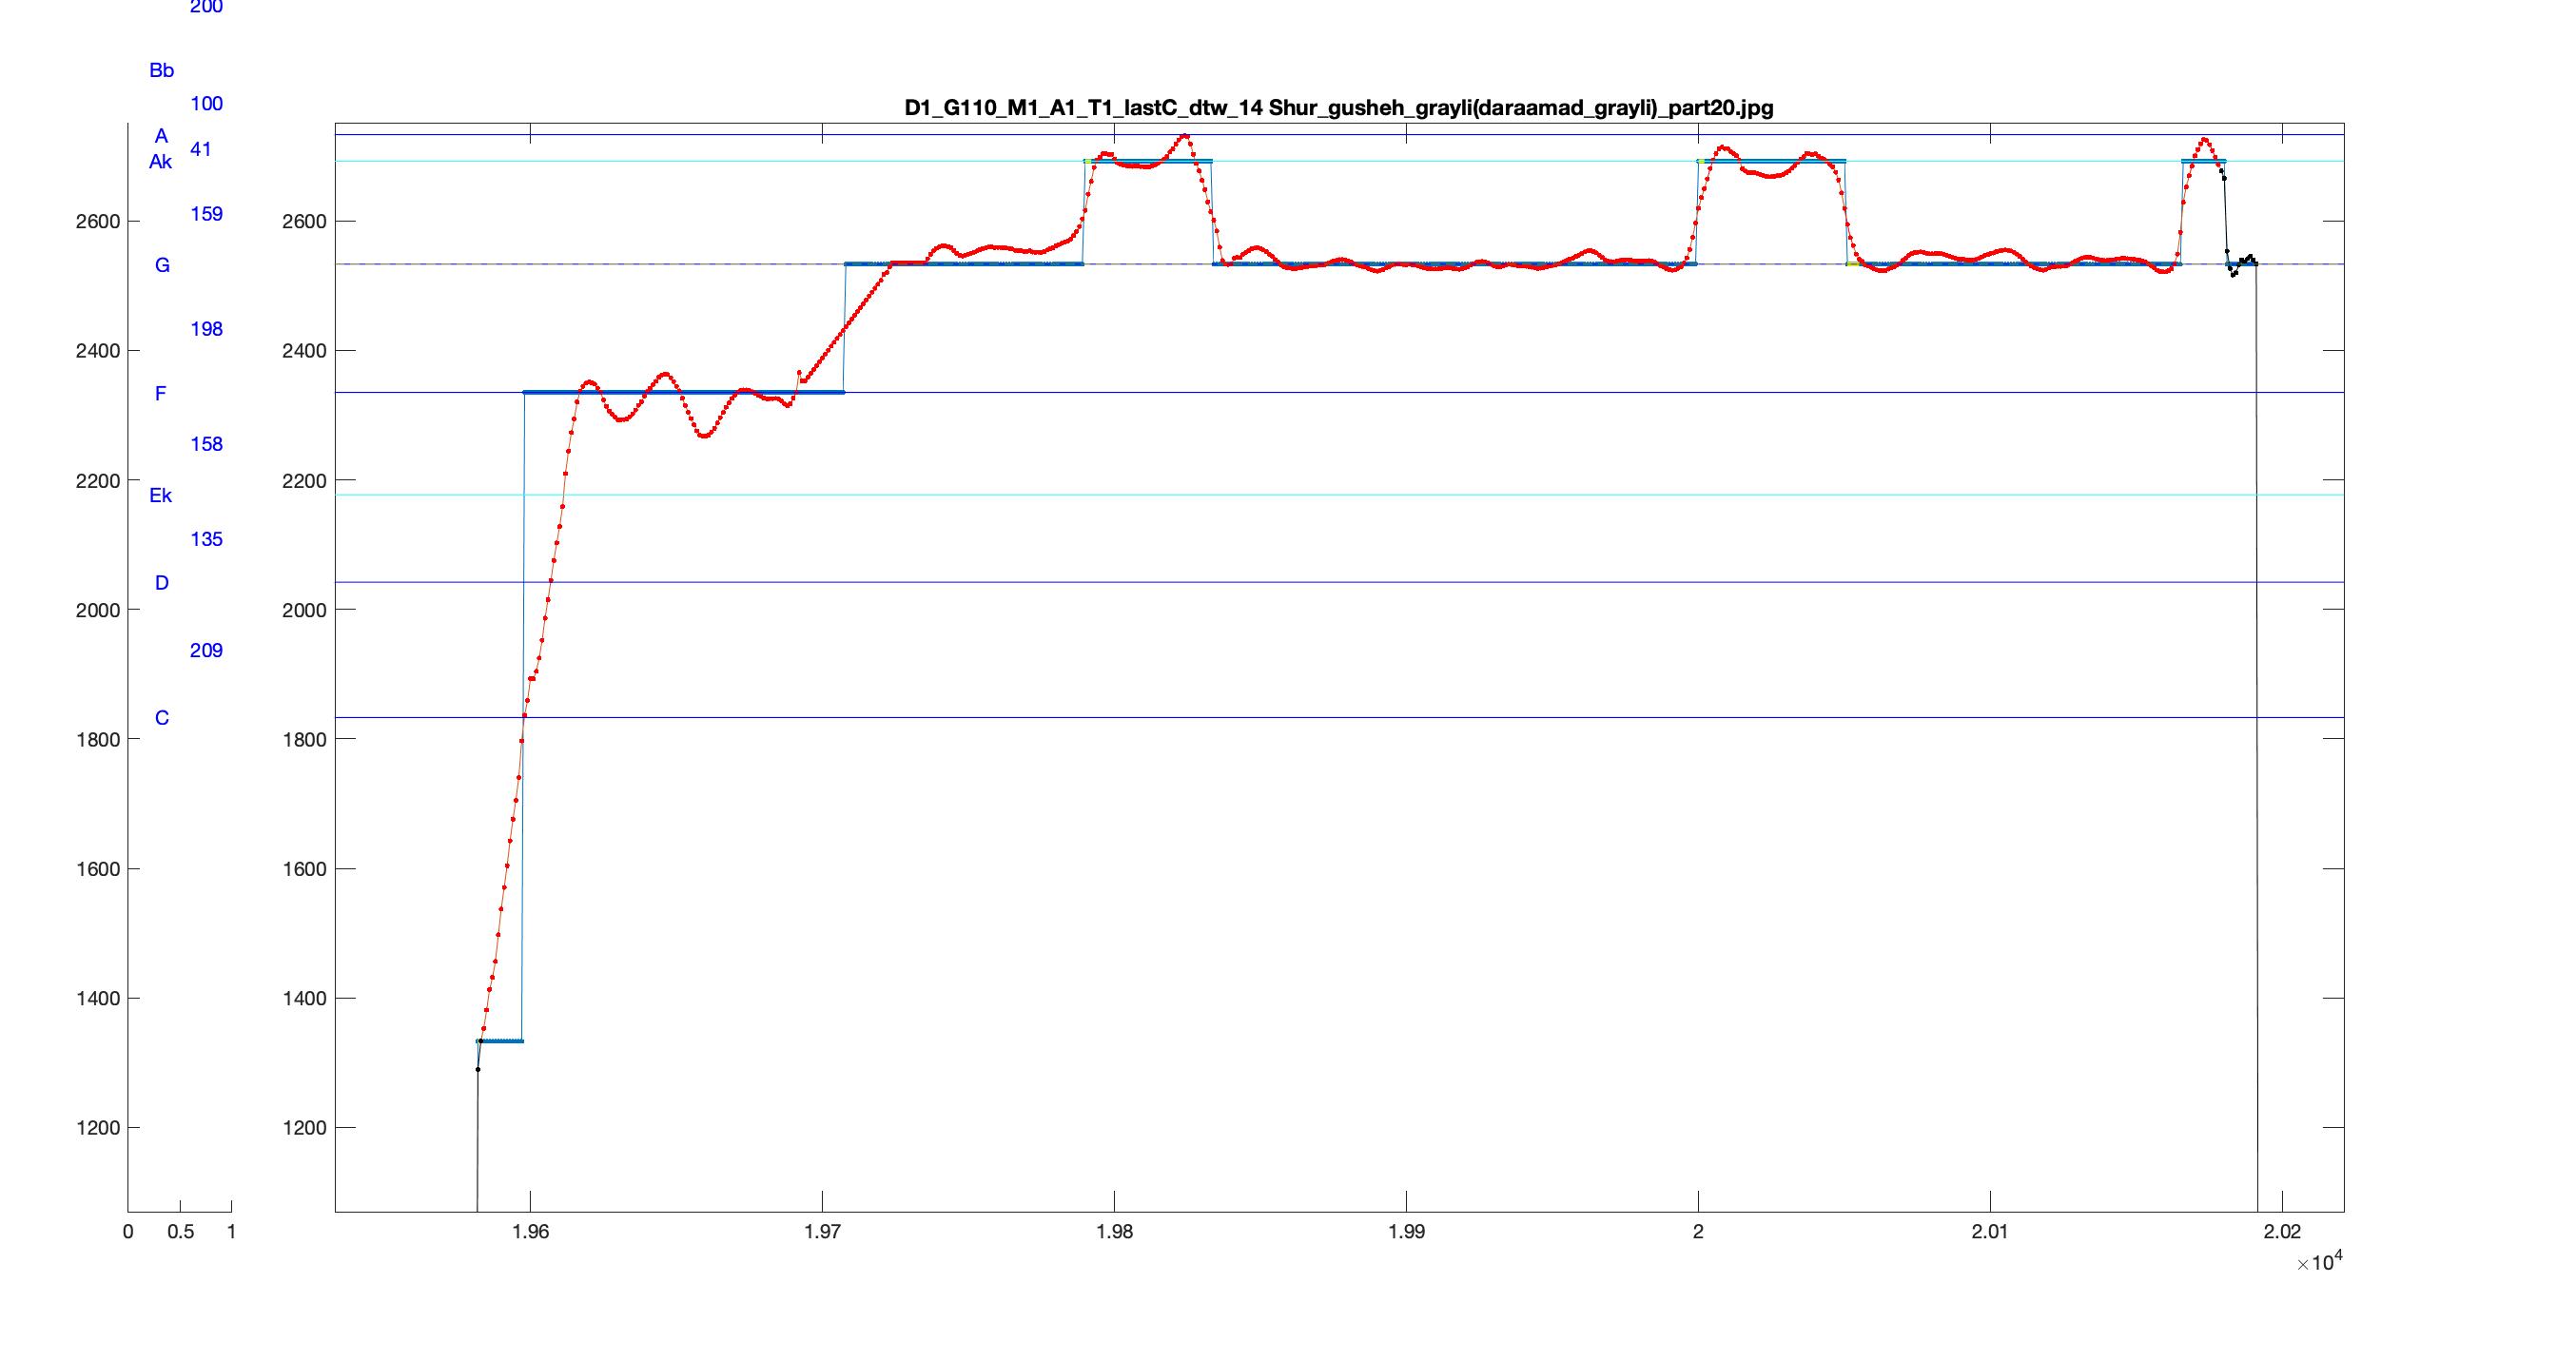 200
Bb
100
D1_G110_M1_A1_T1_lastC_dtw_14 Shur_gusheh_grayli(daraamad_grayli)_part20.jpg
A
41
Ak
159
2600
2600
G
198
2400
2400
F
158
2200
2200
Ek
135
D
2000
2000
209
C
1800
1800
1600
1600
1400
1400
1200
1200
0 0.5 1
1.96 1.97 1.98 1.99 2 2.01 2.02
×10⁴